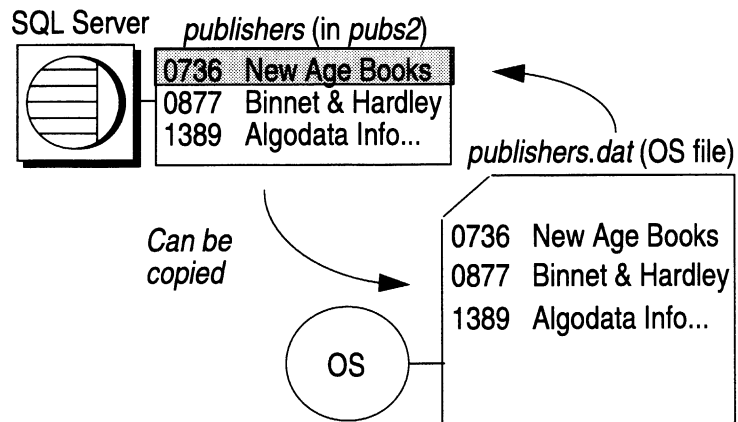 SQL Server
publishers (in pubs2)
0736 New Age Books
0877 Binnet & Hardley
1389 Algodata Info...
publishers.dat (OS file)
0736 New Age Books
0877 Binnet & Hardley
1389 Algodata Info...
Can be
copied
OS